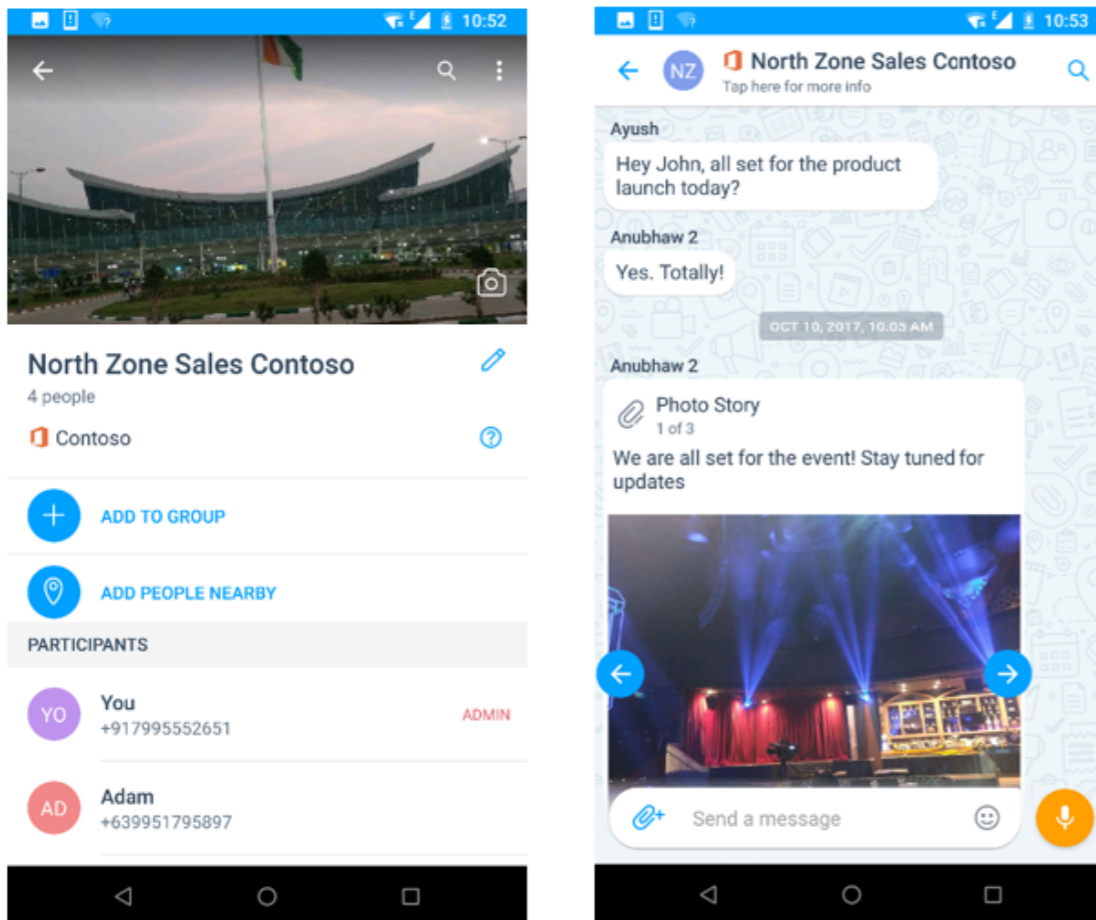 10:52
North Zone Sales Contoso
4 people
Contoso
ADD TO GROUP
ADD PEOPLE NEARBY
PARTICIPANTS
YO
You
+917995552651
ADMIN
AD
Adam
+639951795897
10:53
NZ
North Zone Sales Contoso
Tap here for more info
Ayush
Hey John, all set for the product
launch today?
Anubhaw 2
Yes. Totally!
OCT 10, 2017, 10.05 AM
Anubhaw 2
Photo Story
1 of 3
We are all set for the event! Stay tuned for
updates
Send a message